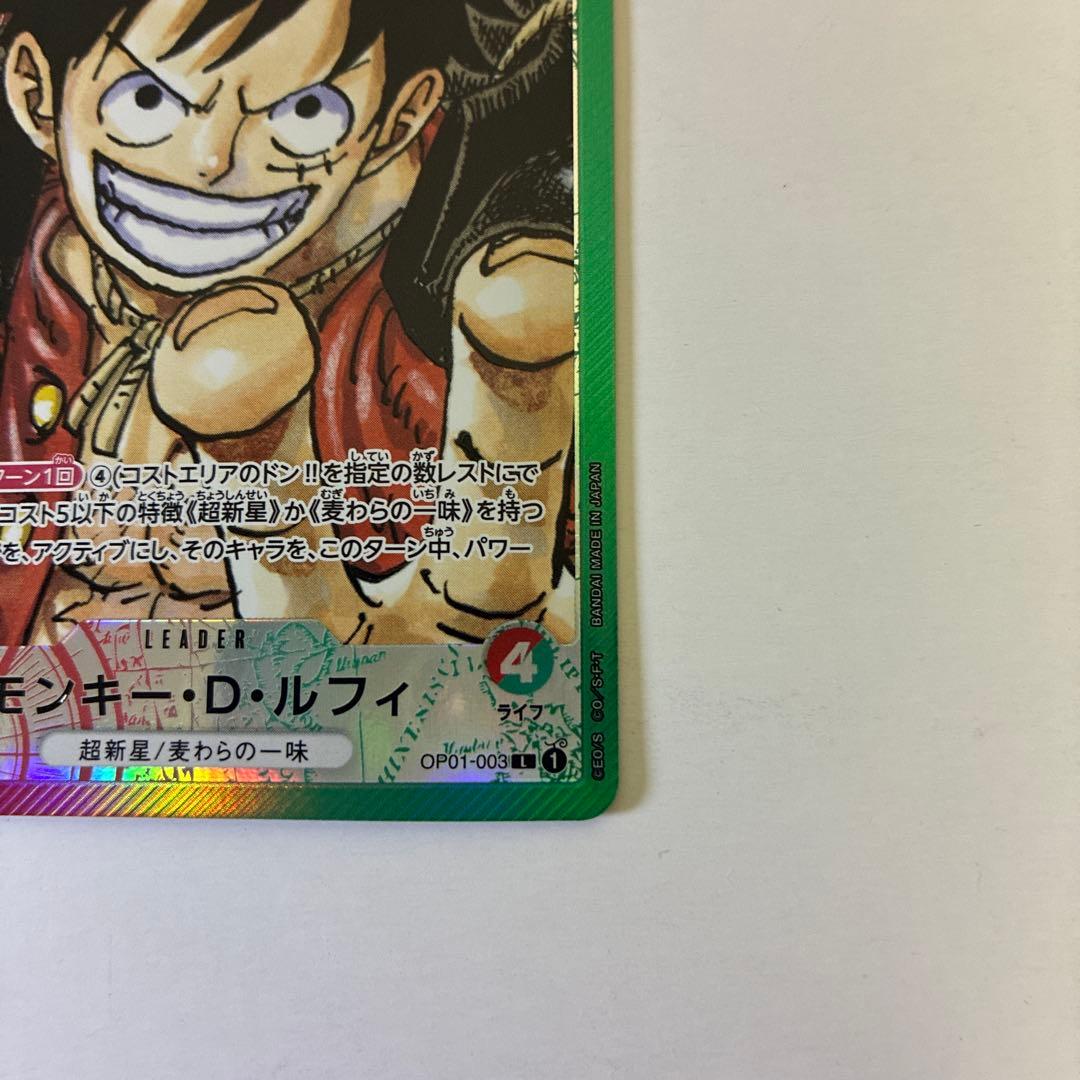 ターン1回 ④(コストエリアのドン!!を指定の数レストにで
コスト5以下の特徴《超新星》か《麦わらの一味》を持つ
を、アクティブにし、そのキャラを、このターン中、パワー
LEADER
4
モンキー・D・ルフィ
ライフ
超新星/麦わらの一味
OP01-003 L 1
©EO/S ©O/S・F・T BANDAI MADE IN JAPAN